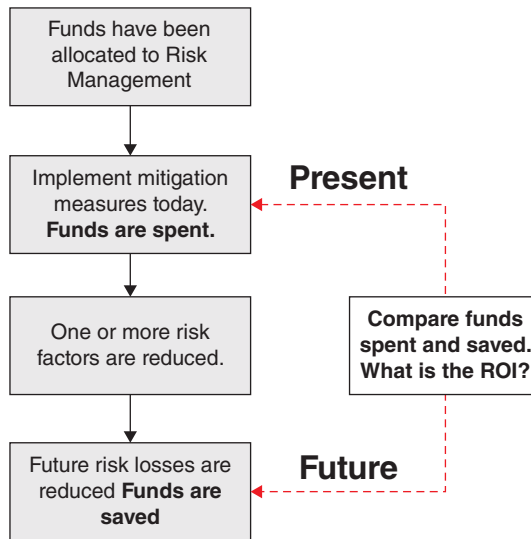 Funds have been
allocated to Risk
Management
Implement mitigation
measures today.
Funds are spent.
Present
One or more risk
factors are reduced.
Compare funds
spent and saved.
What is the ROI?
Future risk losses are
reduced Funds are
saved
Future